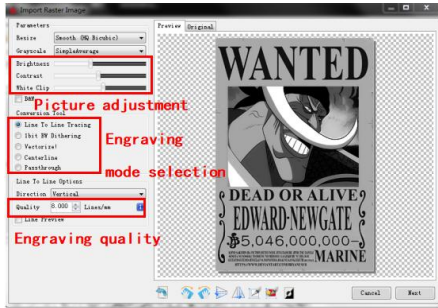 Import Raster Image
Parameters
Resize Smooth (HQ Bicubic)
Grayscale SimpleAverage
Brightness
Contrast
White Clip
B&W
Picture adjustment
Conversion Tool
Line To Line Tracing
1bit BW Dithering
Vectorize!
Centerline
Passthrough
Engraving
mode selection
Line To Line Options
Direction Vertical
Quality 8.000 Lines/mm
Line Preview
Engraving quality
Preview Original
WANTED
DEAD OR ALIVE
EDWARD·NEWGATE
5,046,000,000-
MARINE
Cancel
Next